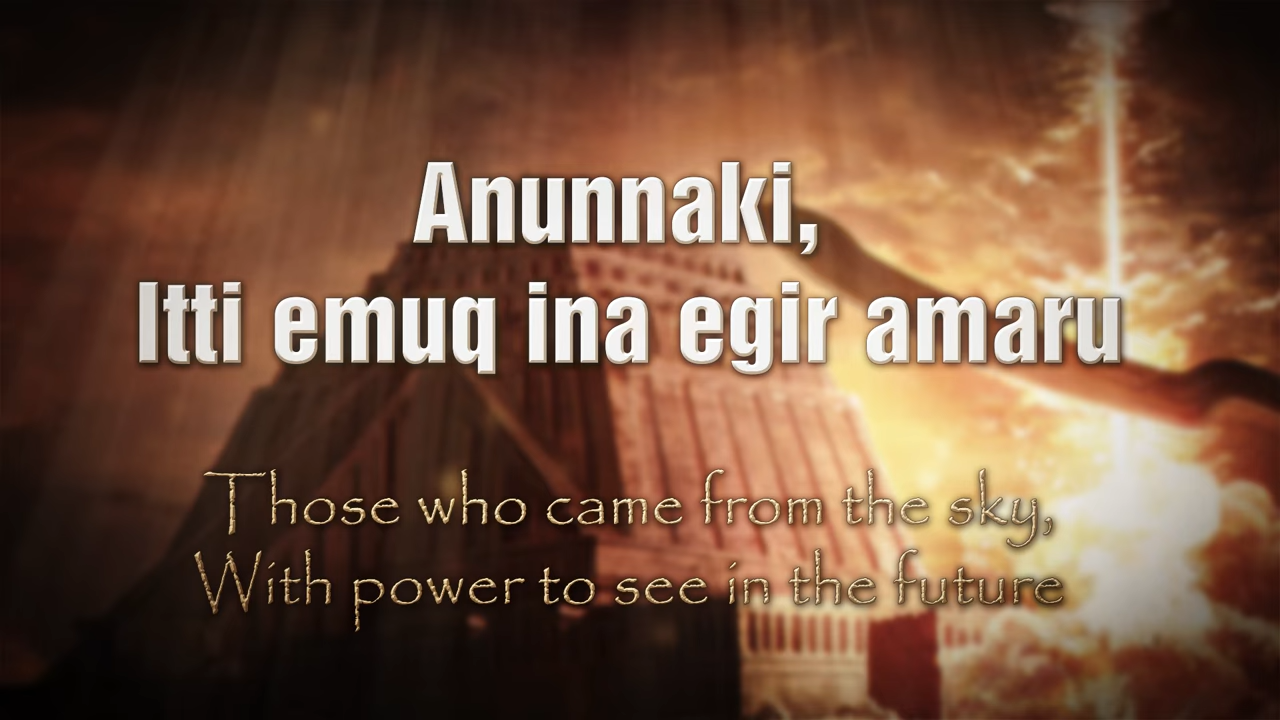 Anunnaki,
Itti emuq ina egir amaru
Those who came from the sky,
With power to see in the future